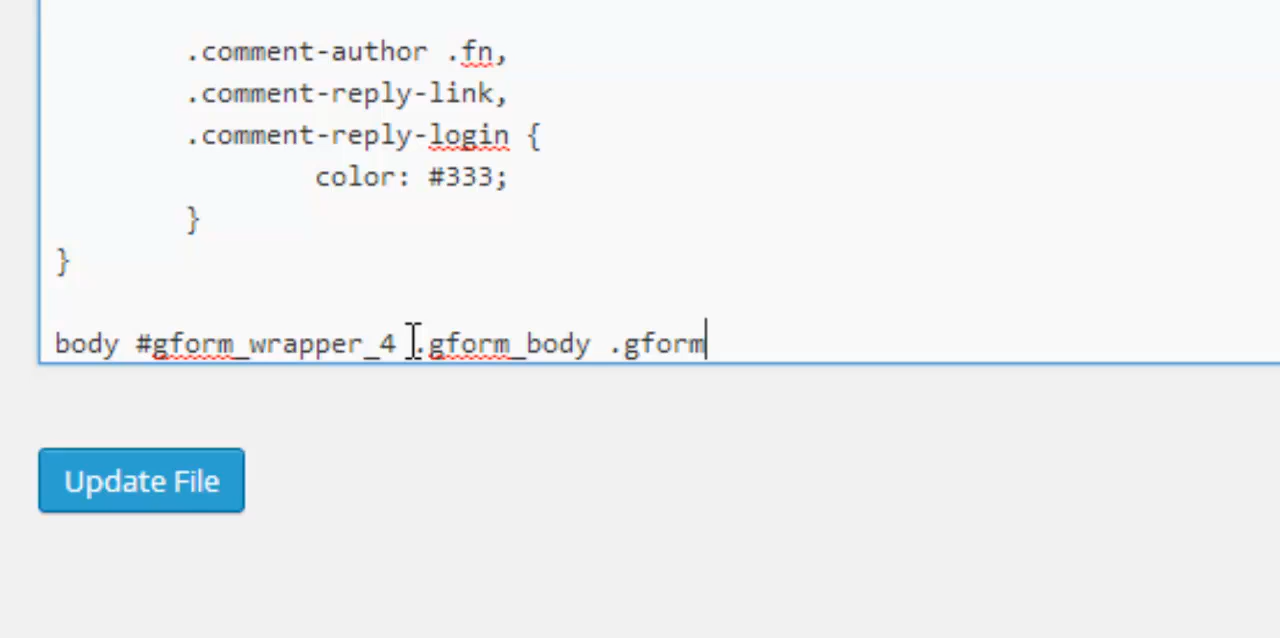 .comment-author .fn,
.comment-reply-link,
.comment-reply-login {
color: #333;
}
}
body #gform_wrapper_4 .gform_body .gform
Update File